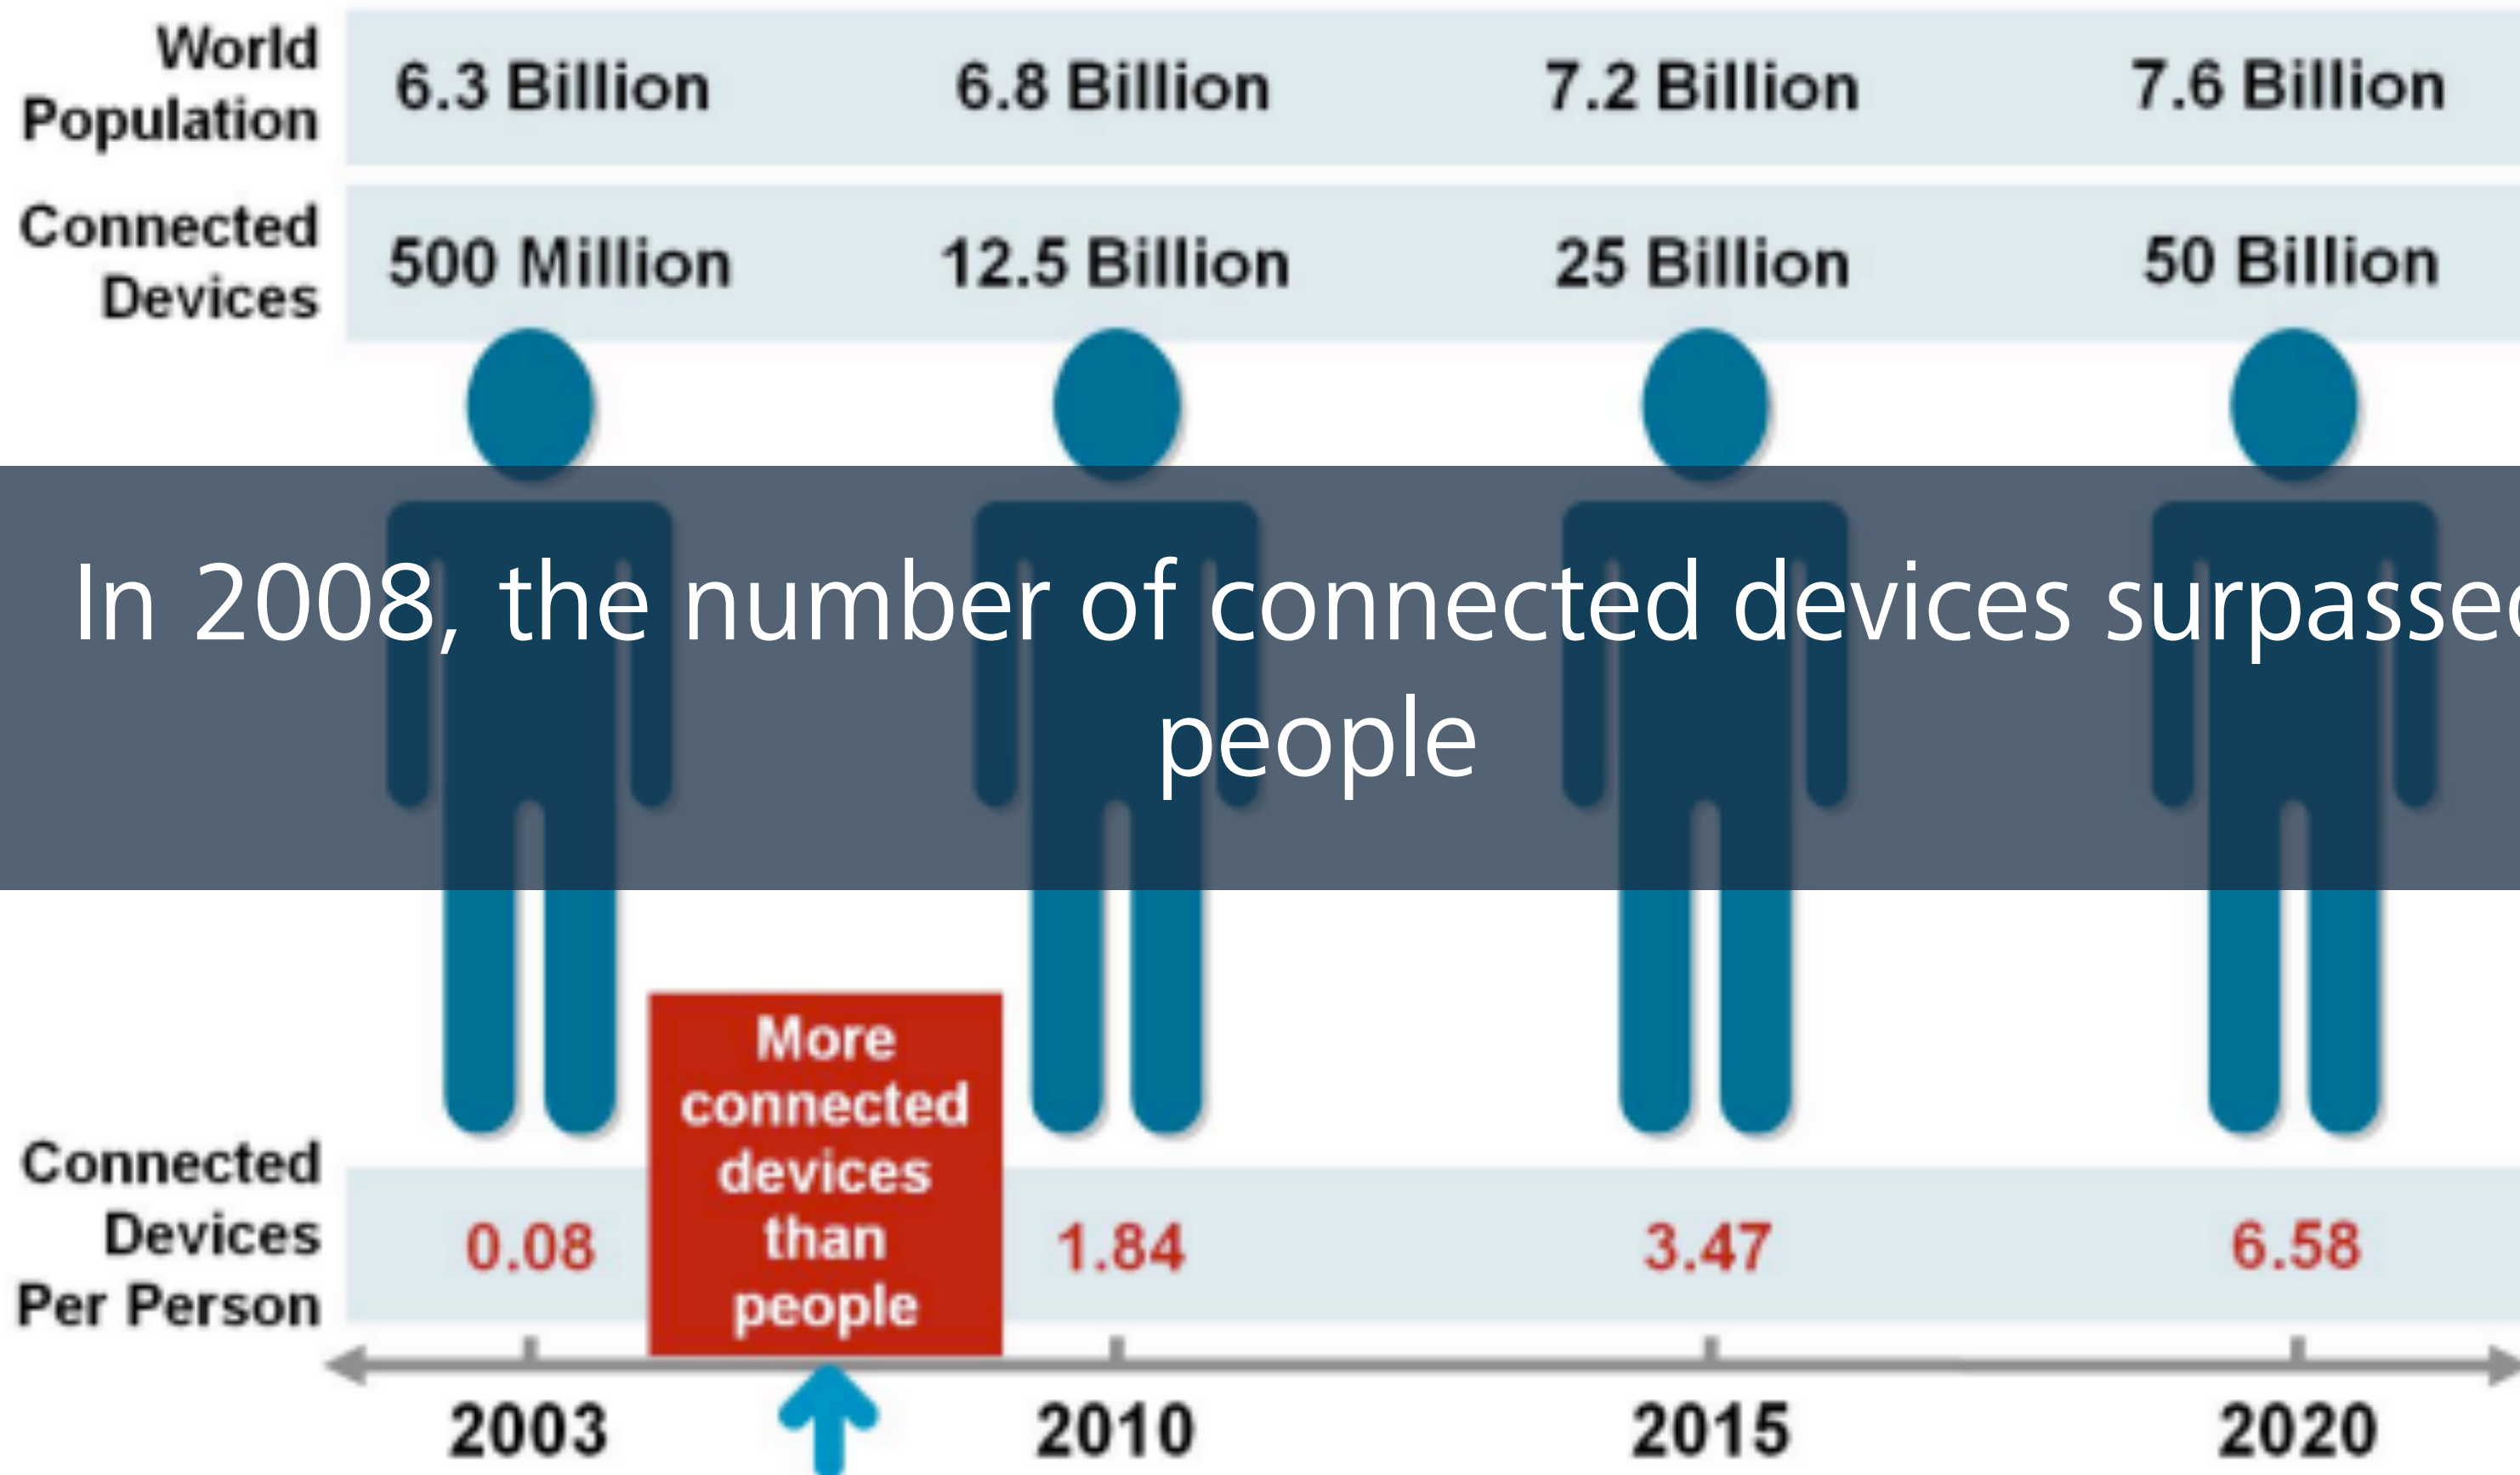 World
Population
6.3 Billion
6.8 Billion
7.2 Billion
7.6 Billion
Connected
Devices
500 Million
12.5 Billion
25 Billion
50 Billion
In 2008, the number of connected devices surpassed
people
More
connected
devices
than
people
Connected
Devices
Per Person
0.08
1.84
3.47
6.58
2003
2010
2015
2020